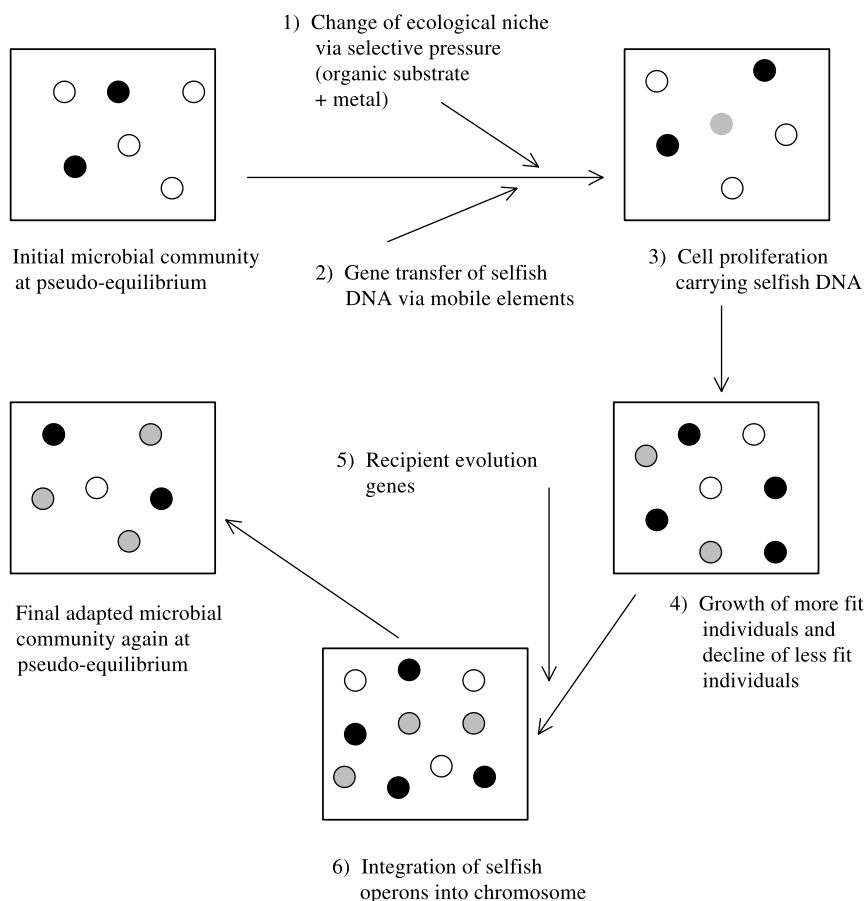 1) Change of ecological niche
via selective pressure
(organic substrate
+ metal)
Initial microbial community
at pseudo-equilibrium
2) Gene transfer of selfish
DNA via mobile elements
3) Cell proliferation
carrying selfish DNA
5) Recipient evolution
genes
Final adapted microbial
community again at
pseudo-equilibrium
4) Growth of more fit
individuals and
decline of less fit
individuals
6) Integration of selfish
operons into chromosome